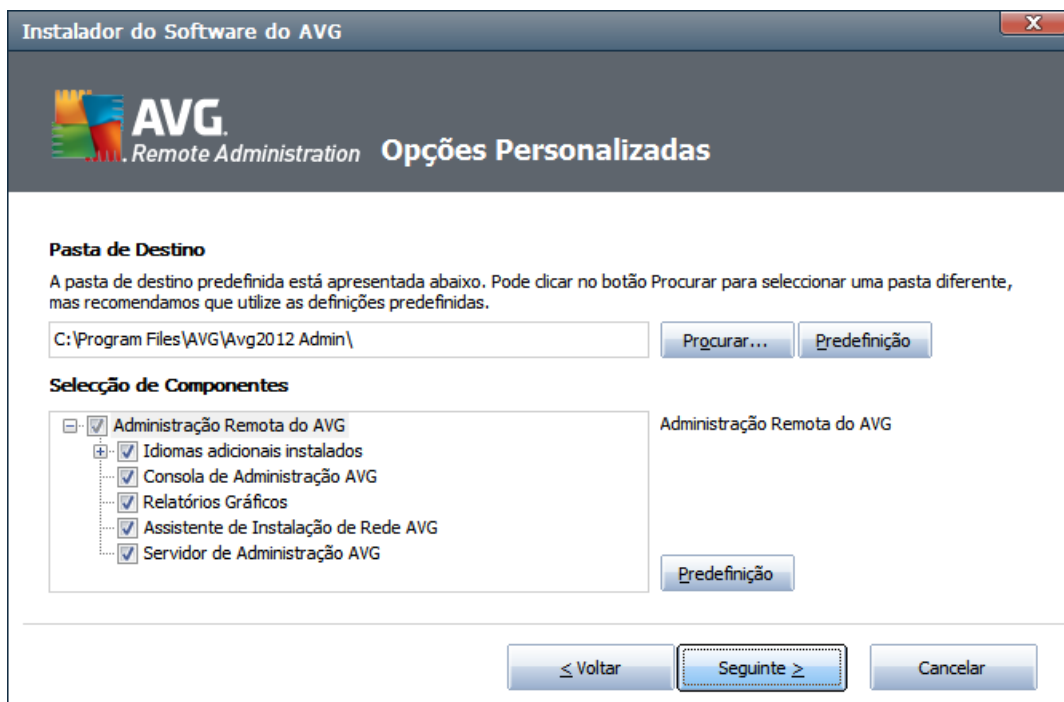 Instalador do Software do AVG
X
AVG.
Remote Administration
Opções Personalizadas
Pasta de Destino
A pasta de destino predefinida está apresentada abaixo. Pode clicar no botão Procurar para seleccionar uma pasta diferente,
mas recomendamos que utilize as definições predefinidas.
C:\Program Files\AVG\Avg2012 Admin\
Procurar...
Predefinição
Selecção de Componentes
Administração Remota do AVG
Idiomas adicionais instalados
Consola de Administração AVG
Relatórios Gráficos
Assistente de Instalação de Rede AVG
Servidor de Administração AVG
Administração Remota do AVG
Predefinição
< Voltar
Seguinte >
Cancelar